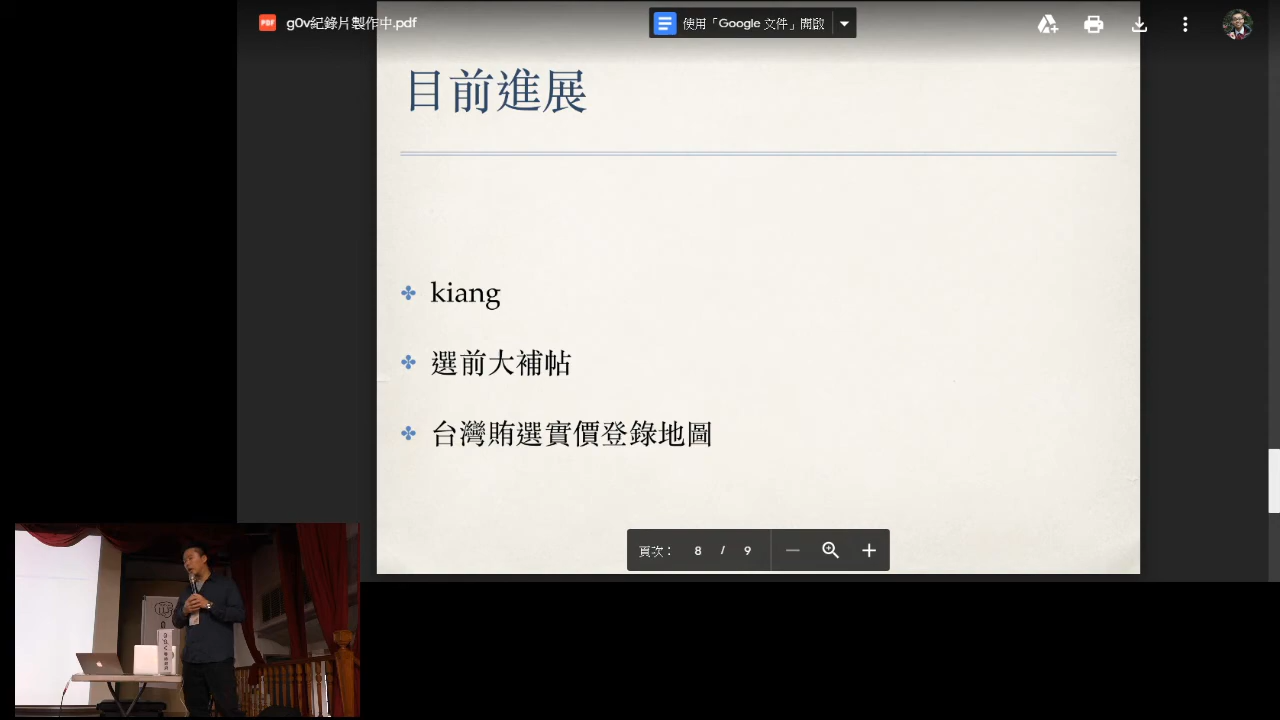 PDF
g0v紀錄片製作中.pdf
使用「Google 文件」開啟
目前進展
kiang
選前大補帖
台灣賄選實價登錄地圖
頁次： 8 / 9